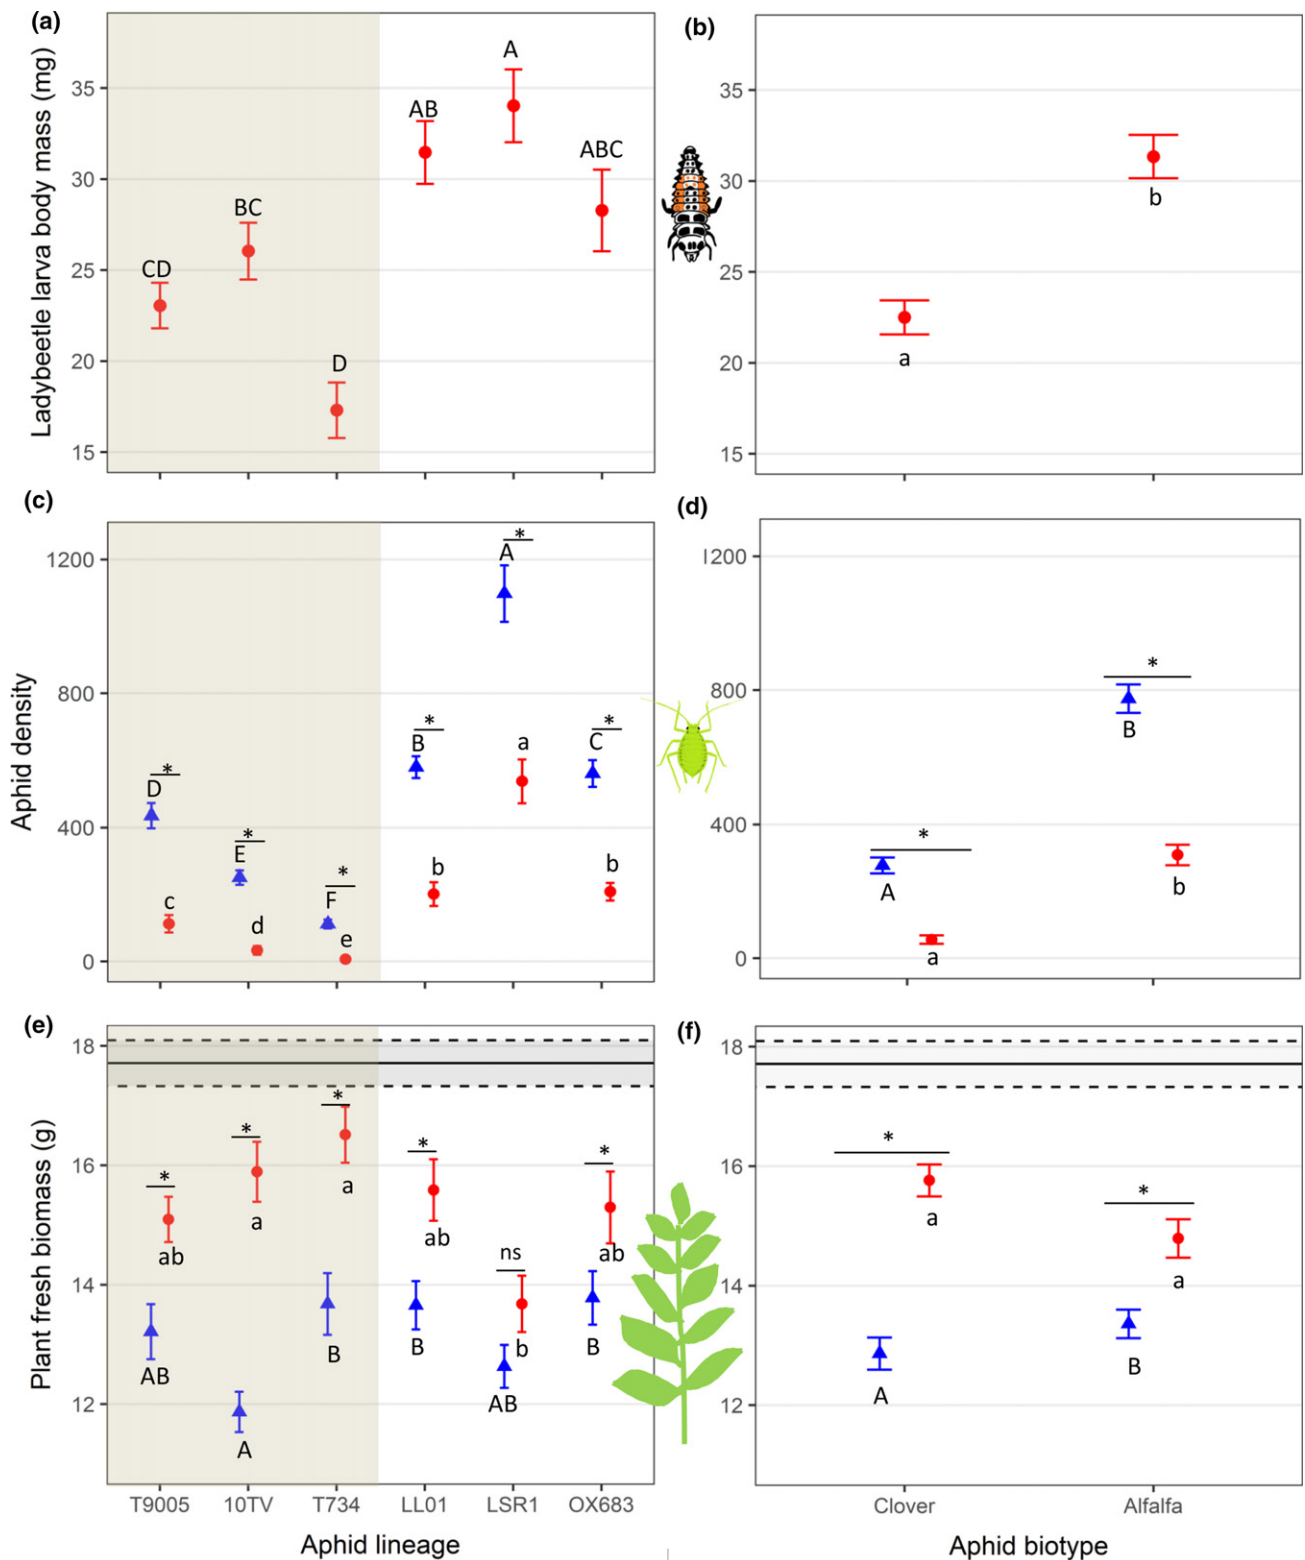 (a)
Ladybeetle larva body mass (mg)
35
30
25
20
15
CD
BC
D
AB
A
ABC
(b)
35
30
25
20
15
a
b
(c)
Aphid density
1200
800
400
0
*
D
c
*
E
d
*
F
e
*
B
b
*
A
a
*
C
b
(d)
1200
800
400
0
*
A
a
*
B
b
(e)
Plant fresh biomass (g)
18
16
14
12
*
ab
AB
*
a
A
*
a
B
*
ab
B
ns
b
AB
*
ab
B
T9005 10TV T734 LL01 LSR1 OX683
Aphid lineage
(f)
18
16
14
12
*
a
A
*
a
B
Clover Alfalfa
Aphid biotype